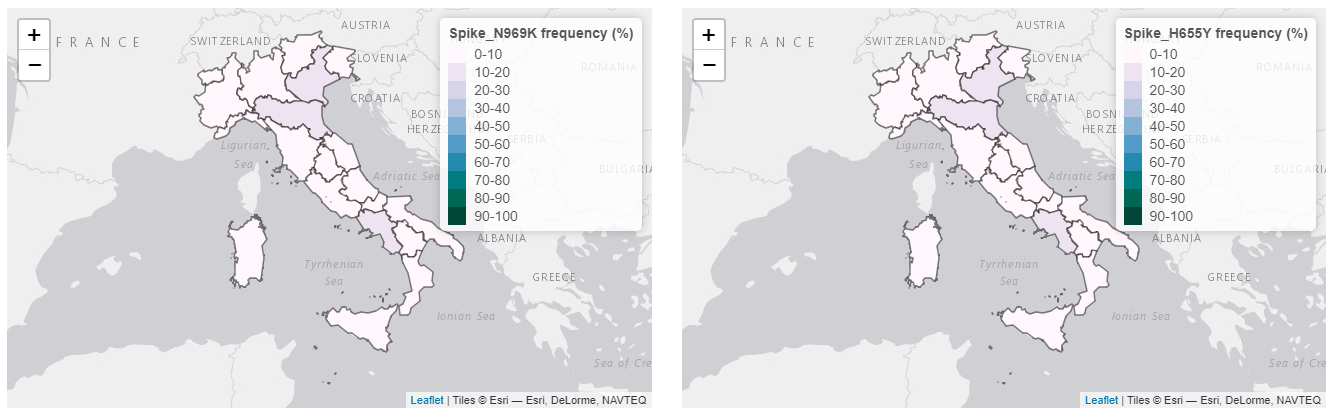 +
−
FRANCE
SWITZERLAND
AUSTRIA
SLOVENIA
CROATIA
BOSN
HERZE
SERBIA
ROMANIA
BULGARIA
ALBANIA
GREECE
Ligurian
Sea
Adriatic Sea
Tyrrhenian
Sea
Ionian Sea
Sea of Cre
Spike_N969K frequency (%)
0-10
10-20
20-30
30-40
40-50
50-60
60-70
70-80
80-90
90-100
Leaflet | Tiles © Esri — Esri, DeLorme, NAVTEQ
+
−
FRANCE
SWITZERLAND
AUSTRIA
SLOVENIA
CROATIA
BOSN
HERZE
SERBIA
ROMANIA
BULGARIA
ALBANIA
GREECE
Ligurian
Sea
Adriatic Sea
Tyrrhenian
Sea
Ionian Sea
Sea of Cre
Spike_H655Y frequency (%)
0-10
10-20
20-30
30-40
40-50
50-60
60-70
70-80
80-90
90-100
Leaflet | Tiles © Esri — Esri, DeLorme, NAVTEQ